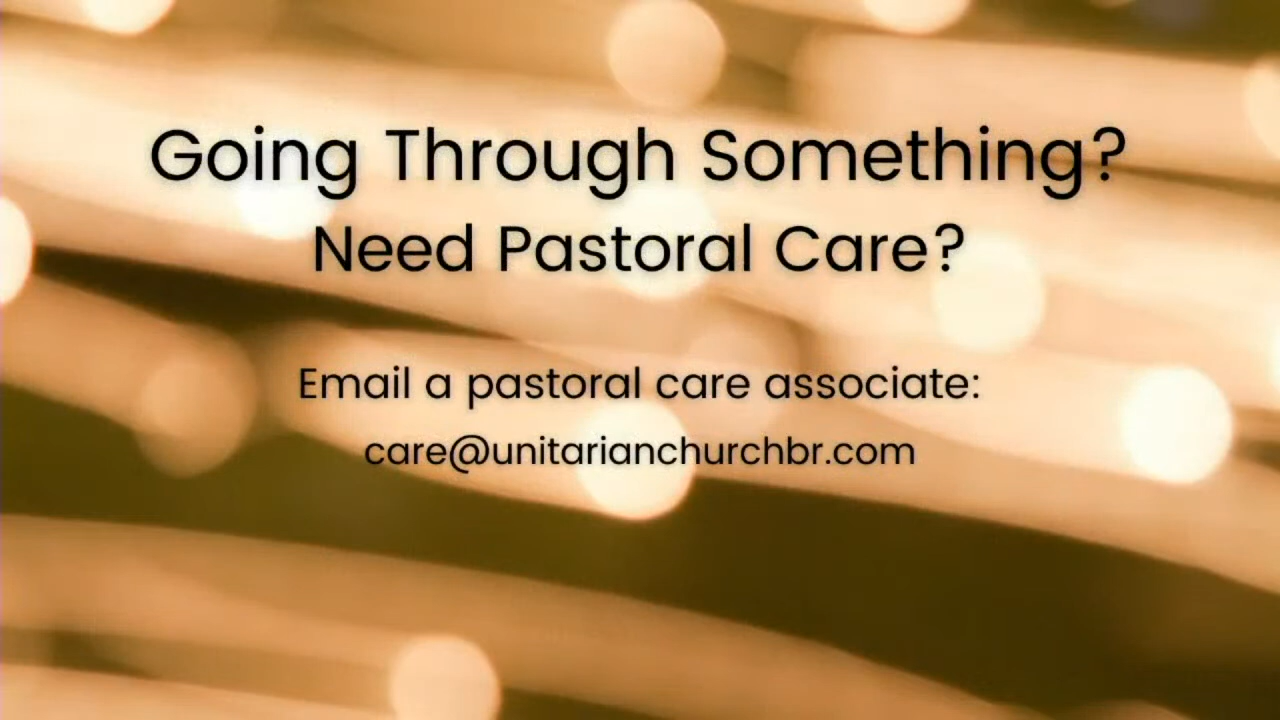 Going Through Something?
Need Pastoral Care?
Email a pastoral care associate:
care@unitarianchurchbr.com